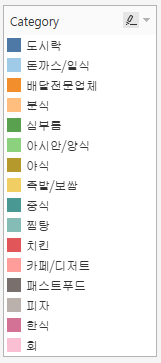 Category
도시락
돈까스/일식
배달전문업체
분식
심부름
아시안/양식
야식
족발/보쌈
중식
찜탕
치킨
카페/디저트
패스트푸드
피자
한식
회